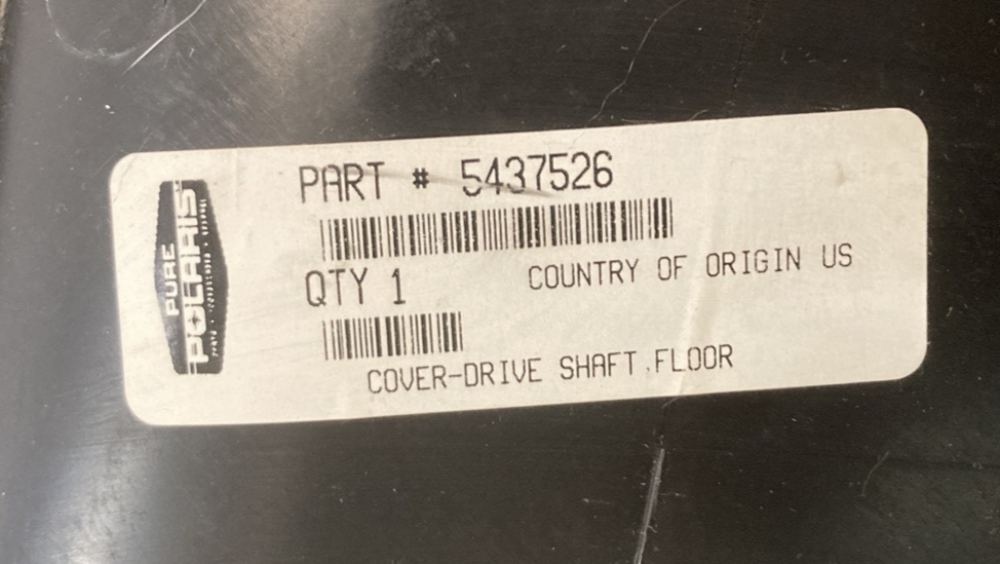 PART # 5437526
QTY 1
COUNTRY OF ORIGIN US
COVER-DRIVE SHAFT,FLOOR
PURE
POLARIS